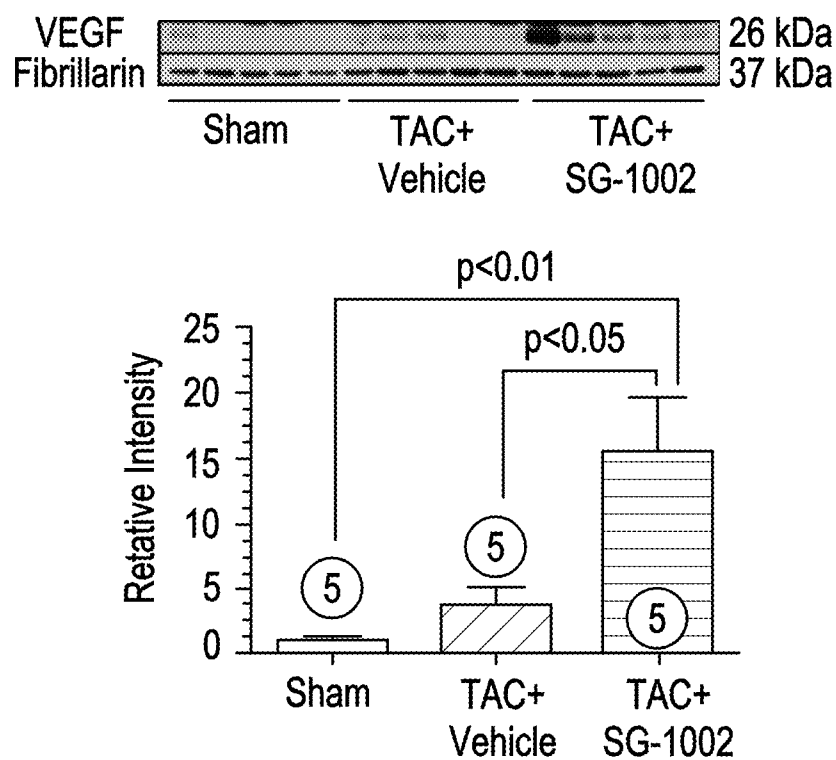 VEGF 26 kDa
Fibrillarin 37 kDa
Sham TAC+ TAC+
Vehicle SG-1002
p<0.01
p<0.05
Retative Intensity
25
20
15
10
5
0
5 5 5
Sham TAC+ TAC+
Vehicle SG-1002